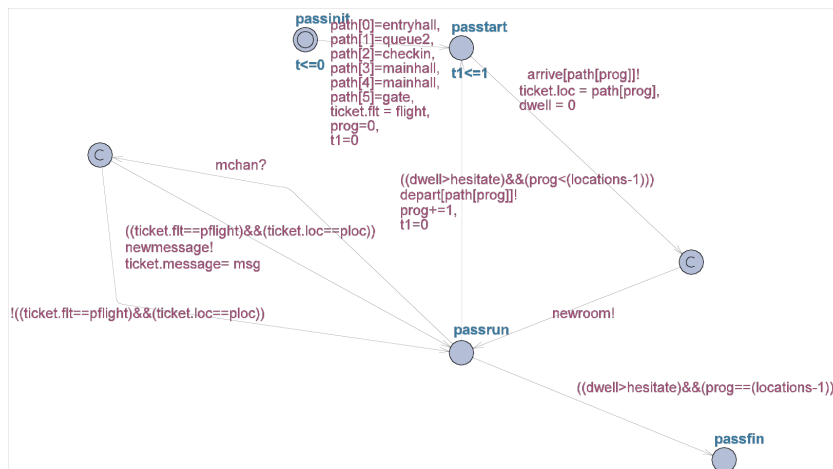 passinit
t<=0
path[0]=entryhall,
path[1]=queue2,
path[2]=checkin,
path[3]=mainhall,
path[4]=mainhall,
path[5]=gate,
ticket.flt = flight,
prog=0,
t1=0
passtart
t1<=1
arrive[path[prog]]!
ticket.loc = path[prog],
dwell = 0
C
mchan?
((dwell>hesitate)&&(prog<(locations-1)))
depart[path[prog]]!
prog+=1,
t1=0
((ticket.flt==pflight)&&(ticket.loc==ploc))
newmessage!
ticket.message= msg
C
!((ticket.flt==pflight)&&(ticket.loc==ploc))
newroom!
passrun
((dwell>hesitate)&&(prog==(locations-1))
passfin